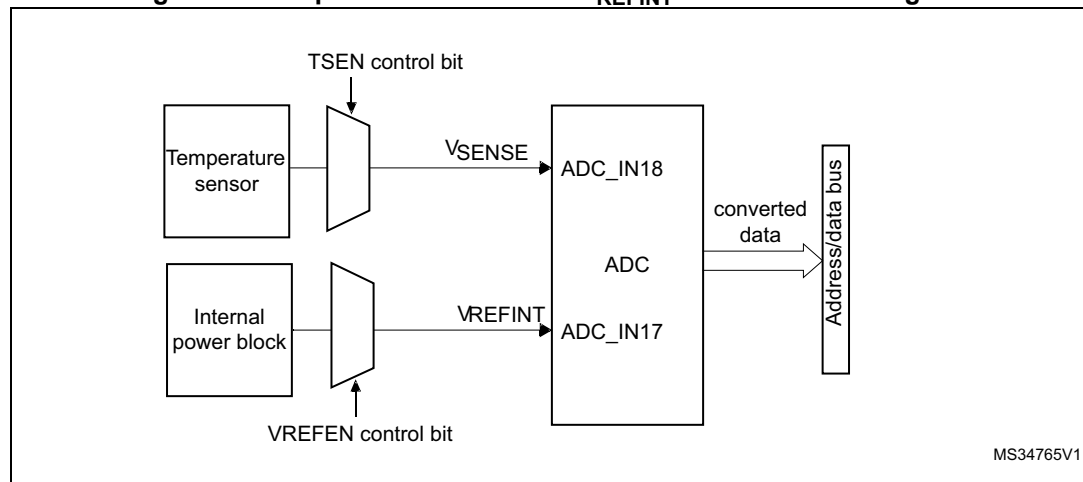 REFINT
TSEN control bit
Temperature
sensor
VSENSE
ADC_IN18
converted
data
Address/data bus
ADC
Internal
power block
VREFINT
ADC_IN17
VREFEN control bit
MS34765V1